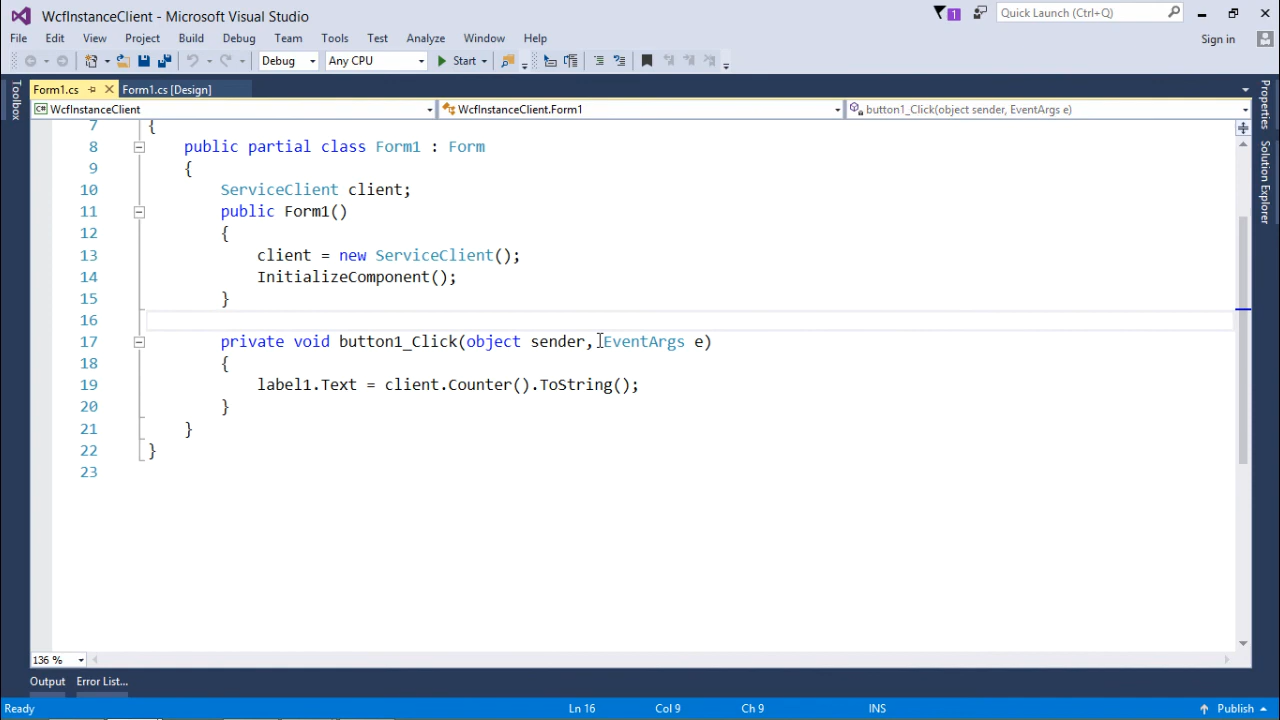 WcfInstanceClient - Microsoft Visual Studio
1
Quick Launch (Ctrl+Q)
File Edit View Project Build Debug Team Tools Test Analyze Window Help
Sign in
Debug Any CPU Start
Form1.cs Form1.cs [Design]
WcfInstanceClient WcfInstanceClient.Form1 button1_Click(object sender, EventArgs e)
Toolbox
Properties
Solution Explorer
7 {
8 public partial class Form1 : Form
9 {
10 ServiceClient client;
11 public Form1()
12 {
13 client = new ServiceClient();
14 InitializeComponent();
15 }
16
17 private void button1_Click(object sender, EventArgs e)
18 {
19 label1.Text = client.Counter().ToString();
20 }
21 }
22 }
23
136 %
Output Error List...
Ready Ln 16 Col 9 Ch 9 INS Publish